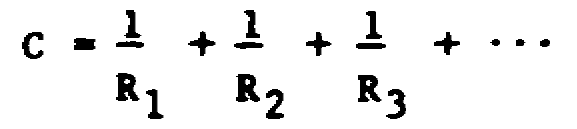 C = 1/R₁ + 1/R₂ + 1/R₃ + ···